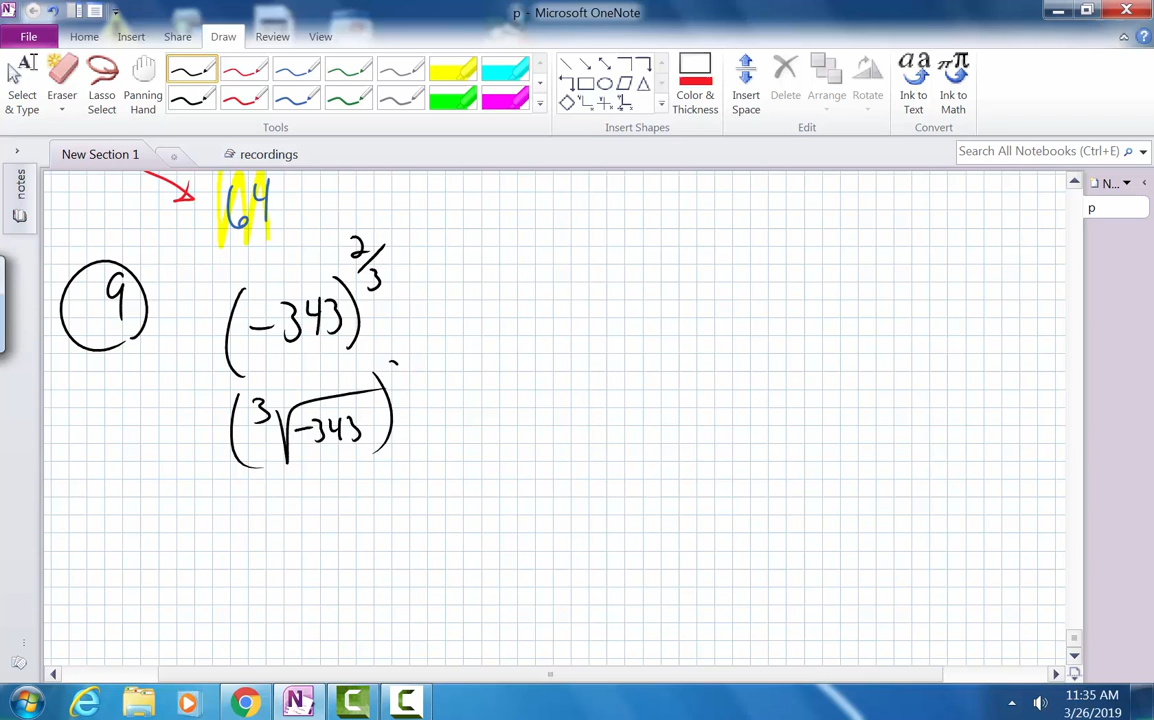 p - Microsoft OneNote
File Home Insert Share Draw Review View
Select & Type Eraser Lasso Select Panning Hand Color & Thickness Insert Space Delete Arrange Rotate Ink to Text Ink to Math
Tools Insert Shapes Edit Convert
New Section 1 recordings Search All Notebooks (Ctrl+E)
notes
N...
p
64
9 (-343)^2/3
(3√-343)
11:35 AM
3/26/2019